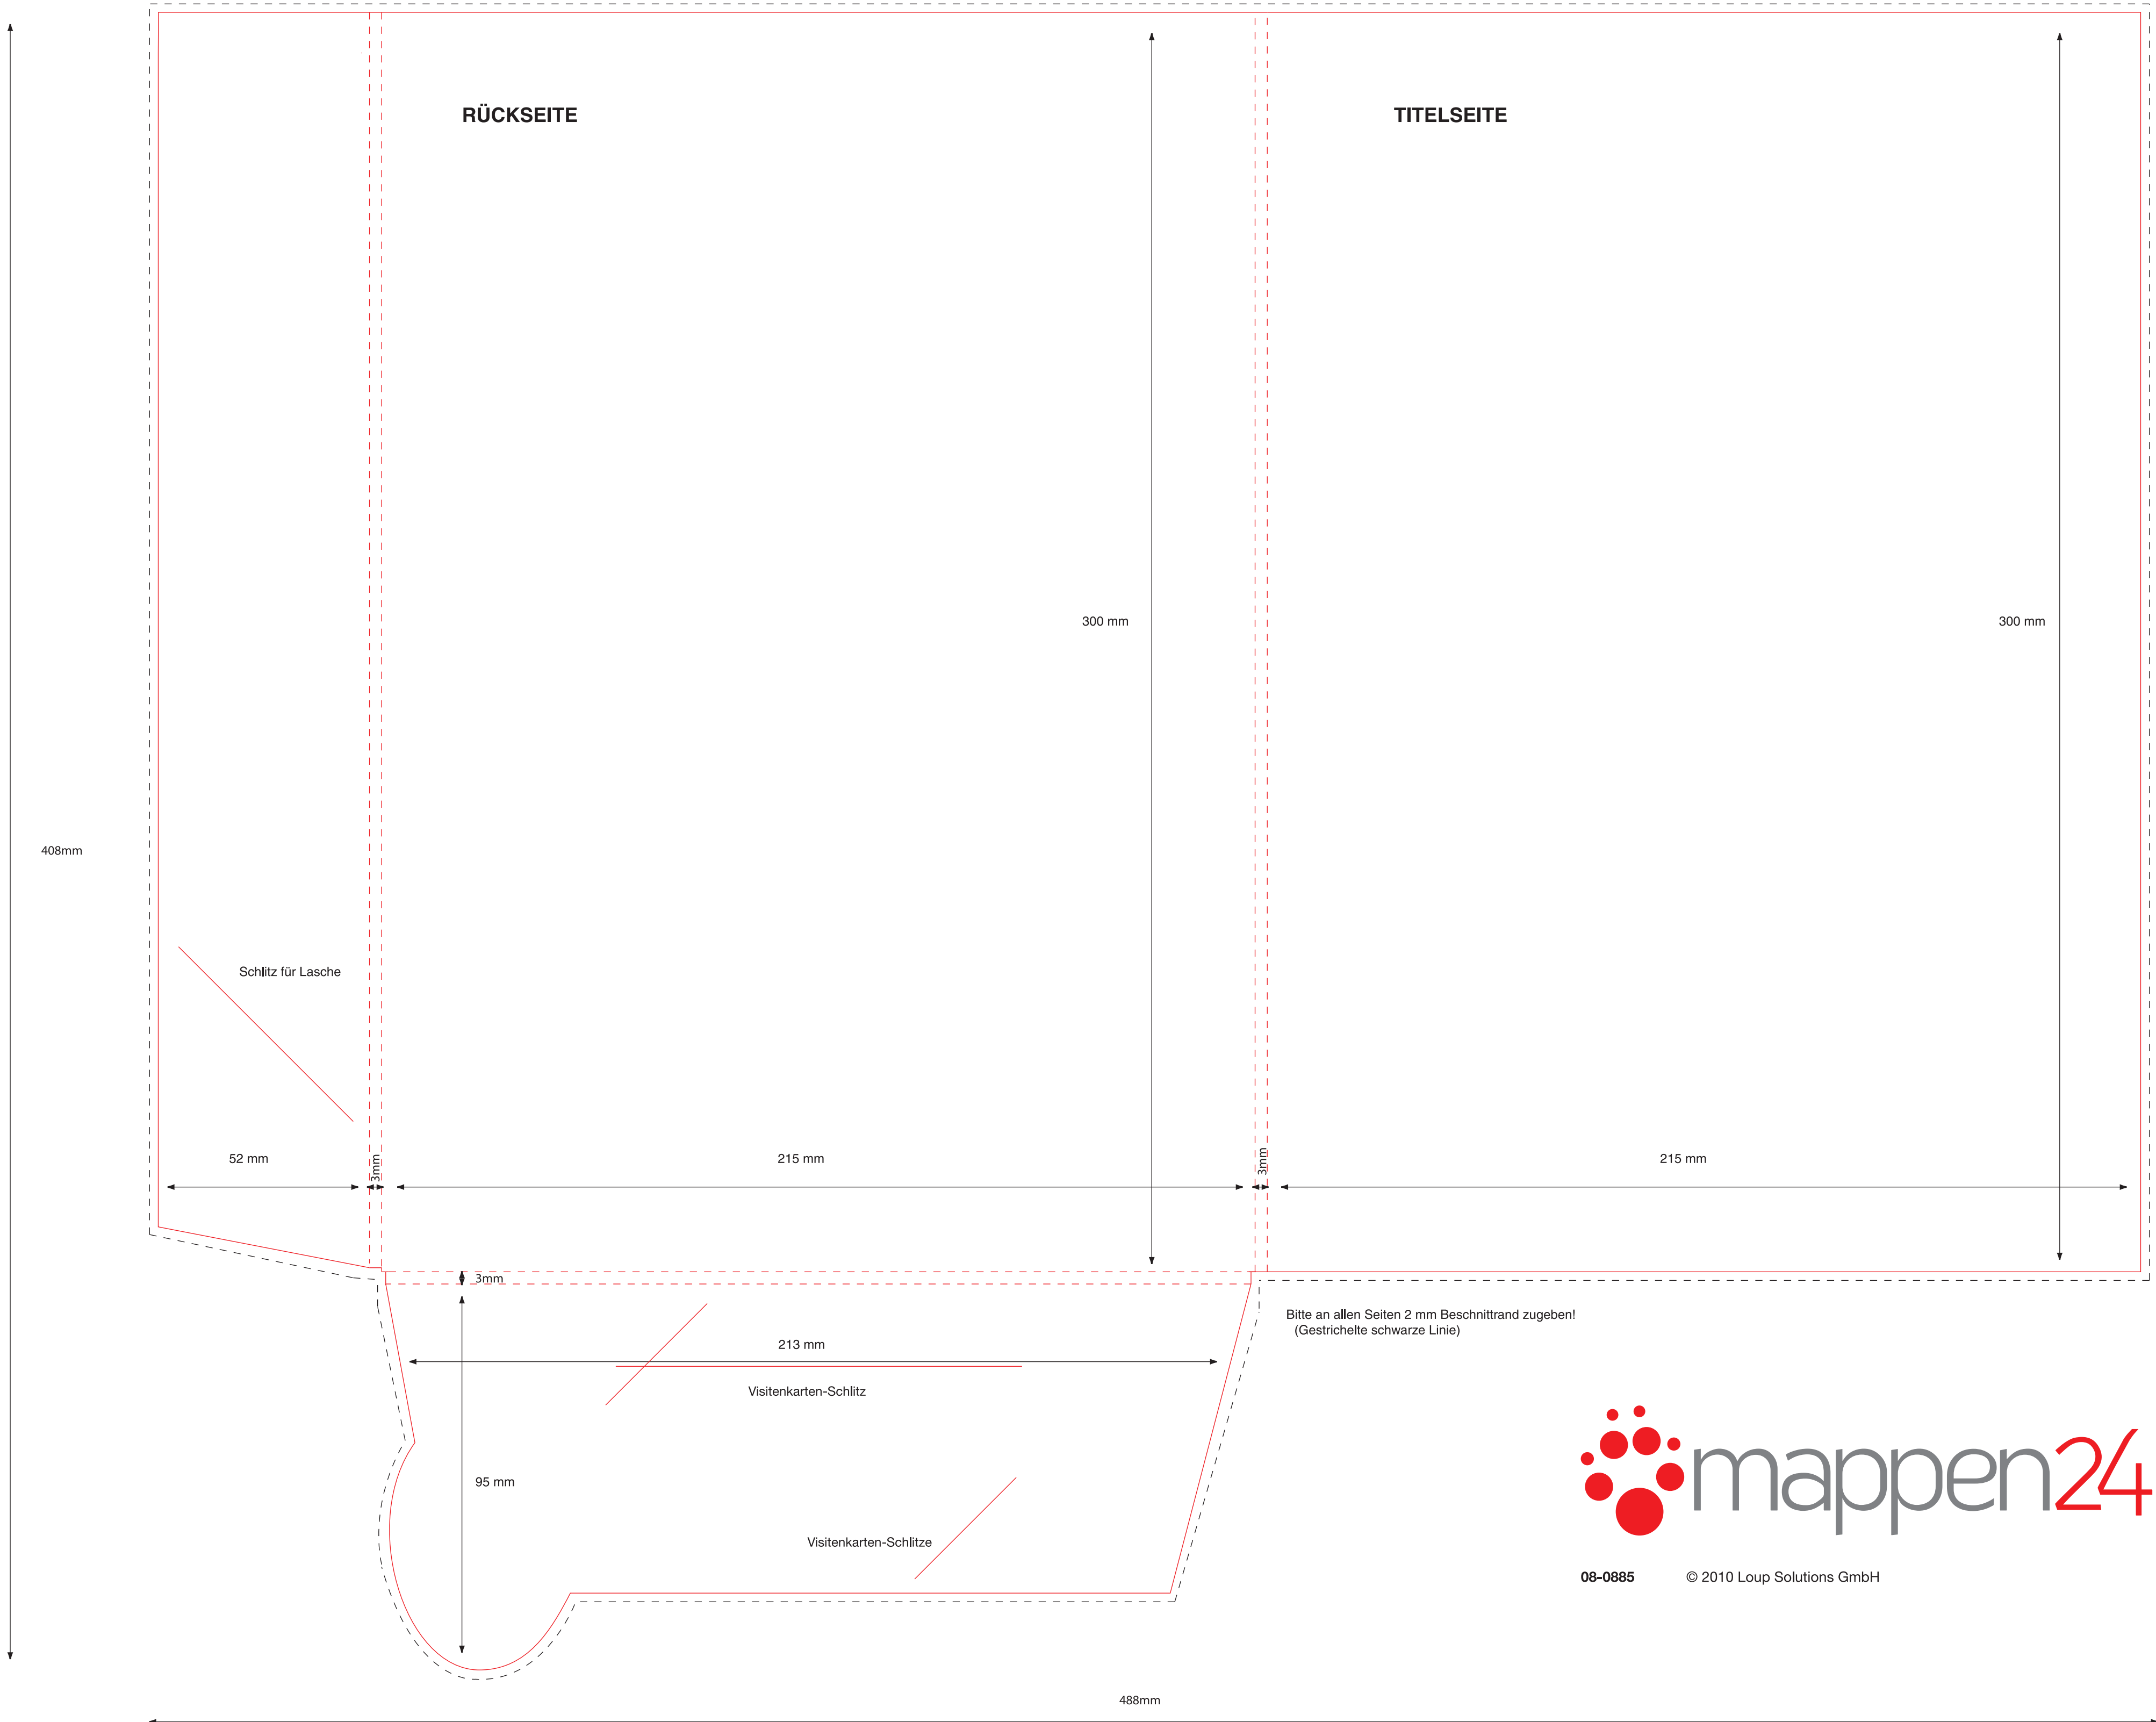 RÜCKSEITE
TITELSEITE
300 mm
300 mm
408mm
Schlitz für Lasche
52 mm
3mm
215 mm
3mm
215 mm
3mm
Bitte an allen Seiten 2 mm Beschnittrand zugeben!
(Gestrichelte schwarze Linie)
213 mm
Visitenkarten-Schlitz
95 mm
Visitenkarten-Schlitze
mappen24
08-0885 © 2010 Loup Solutions GmbH
488mm